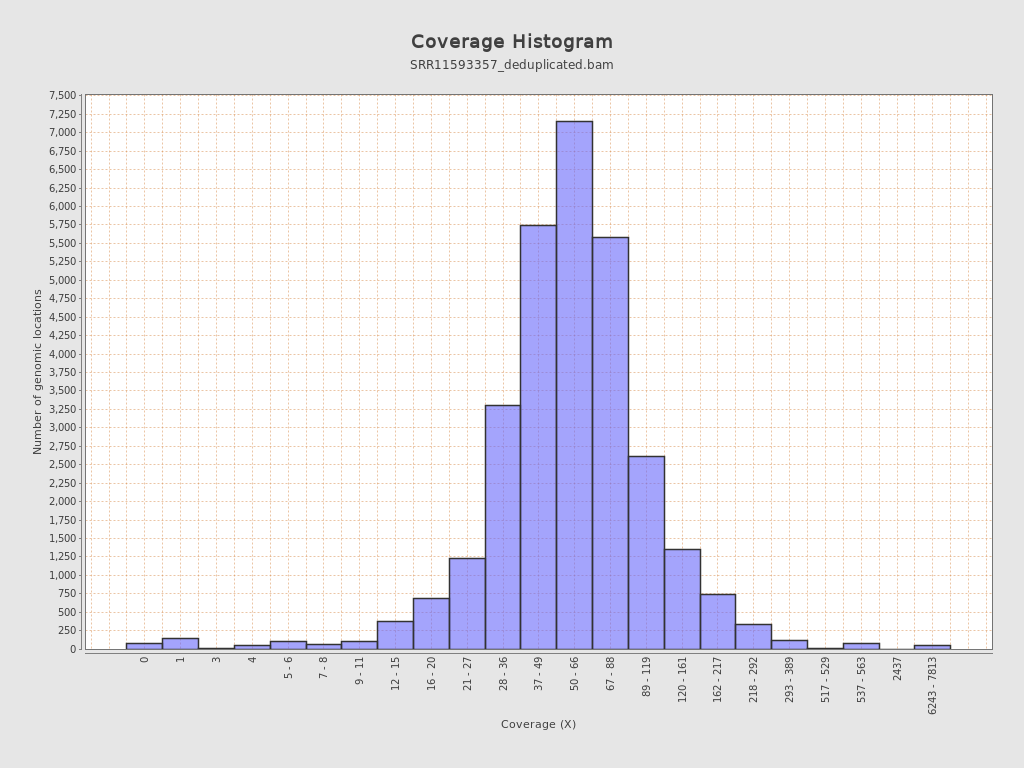 Coverage Histogram
SRR11593357_deduplicated.bam
7,500
7,250
7,000
6,750
6,500
6,250
6,000
5,750
5,500
5,250
5,000
4,750
4,500
4,250
4,000
3,750
3,500
3,250
3,000
2,750
2,500
2,250
2,000
1,750
1,500
1,250
1,000
750
500
250
0
Number of genomic locations
0
1
3
4
5 - 6
7 - 8
9 - 11
12 - 15
16 - 20
21 - 27
28 - 36
37 - 49
50 - 66
67 - 88
89 - 119
120 - 161
162 - 217
218 - 292
293 - 389
517 - 529
537 - 563
2437
6243 - 7813
Coverage (X)